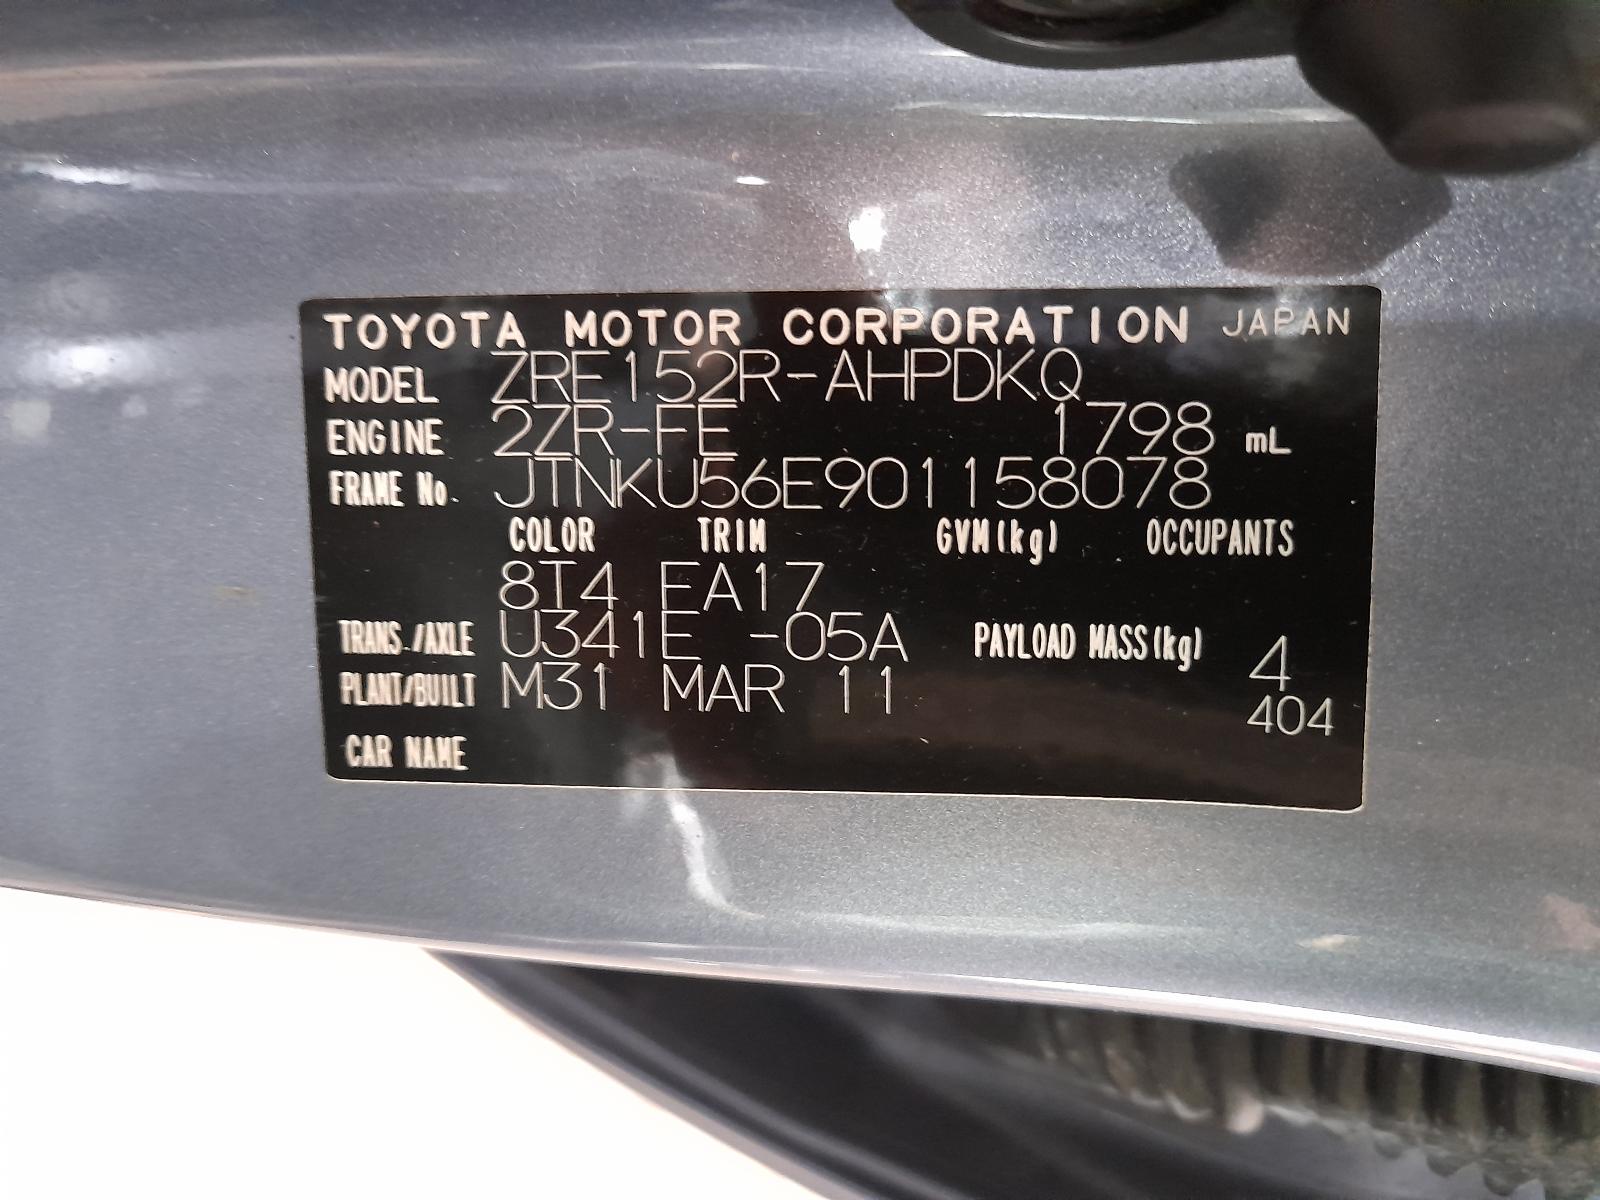 TOYOTA MOTOR CORPORATION JAPAN
MODEL ZRE152R-AHPDKQ
ENGINE 2ZR-FE 1798 mL
FRAME No. JTNKU56E901158078
COLOR TRIM GVM(kg) OCCUPANTS
8T4 EA17
TRANS./AXLE U341E -05A PAYLOAD MASS(kg) 4
PLANT/BUILT M31 MAR 11 404
CAR NAME